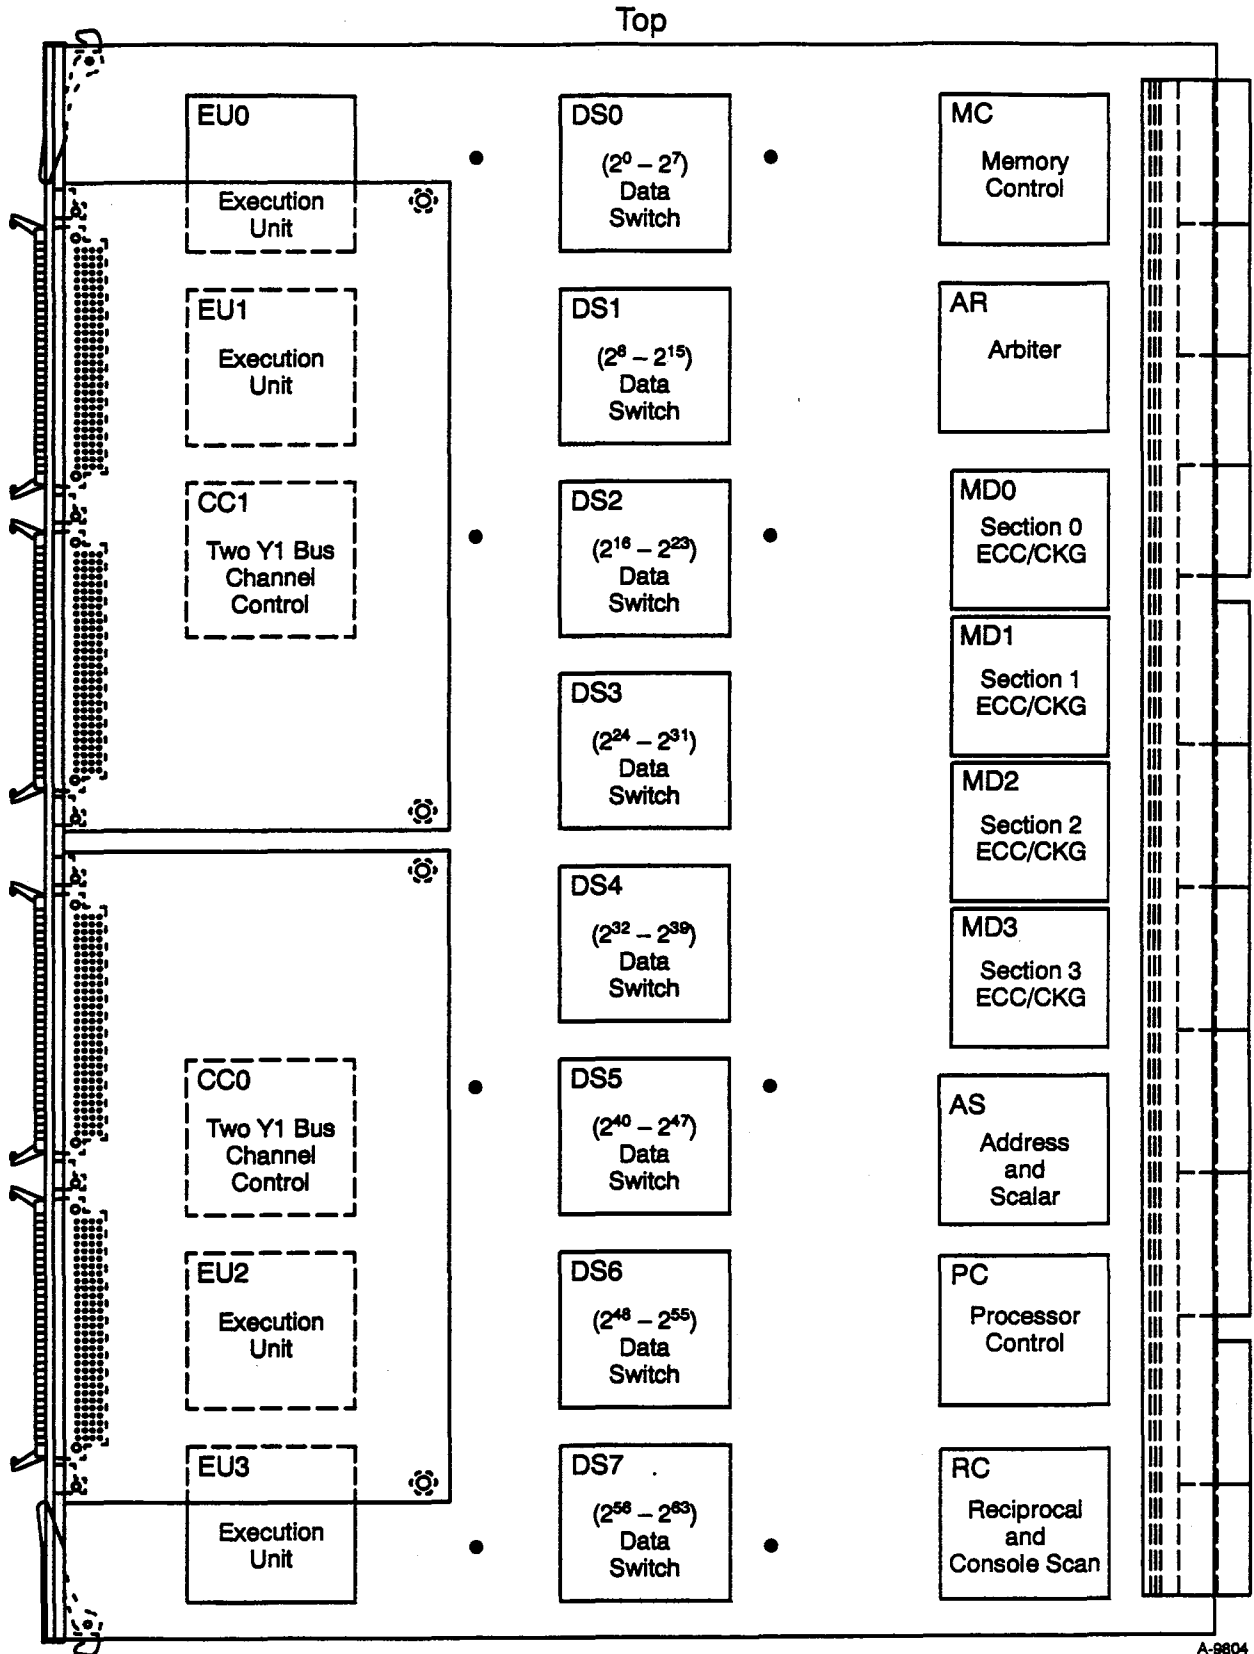 Top
EU0
Execution
Unit
EU1
Execution
Unit
CC1
Two Y1 Bus
Channel
Control
CC0
Two Y1 Bus
Channel
Control
EU2
Execution
Unit
EU3
Execution
Unit
DS0
(2⁰ – 2⁷)
Data
Switch
DS1
(2⁸ – 2¹⁵)
Data
Switch
DS2
(2¹⁶ – 2²³)
Data
Switch
DS3
(2²⁴ – 2³¹)
Data
Switch
DS4
(2³² – 2³⁹)
Data
Switch
DS5
(2⁴⁰ – 2⁴⁷)
Data
Switch
DS6
(2⁴⁸ – 2⁵⁵)
Data
Switch
DS7
(2⁵⁶ – 2⁶³)
Data
Switch
MC
Memory
Control
AR
Arbiter
MD0
Section 0
ECC/CKG
MD1
Section 1
ECC/CKG
MD2
Section 2
ECC/CKG
MD3
Section 3
ECC/CKG
AS
Address
and
Scalar
PC
Processor
Control
RC
Reciprocal
and
Console Scan
A-9804